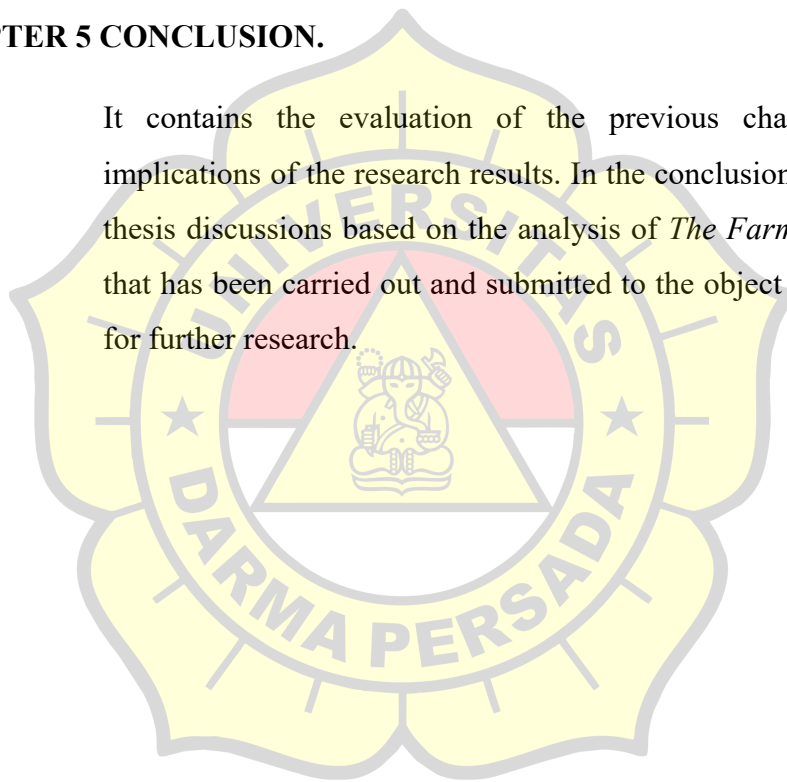 PTER 5 CONCLUSION.
It contains the evaluation of the previous cha
implications of the research results. In the conclusion
thesis discussions based on the analysis of The Farm
that has been carried out and submitted to the object
for further research.
UNIVERSITAS
DARMA PERSADA